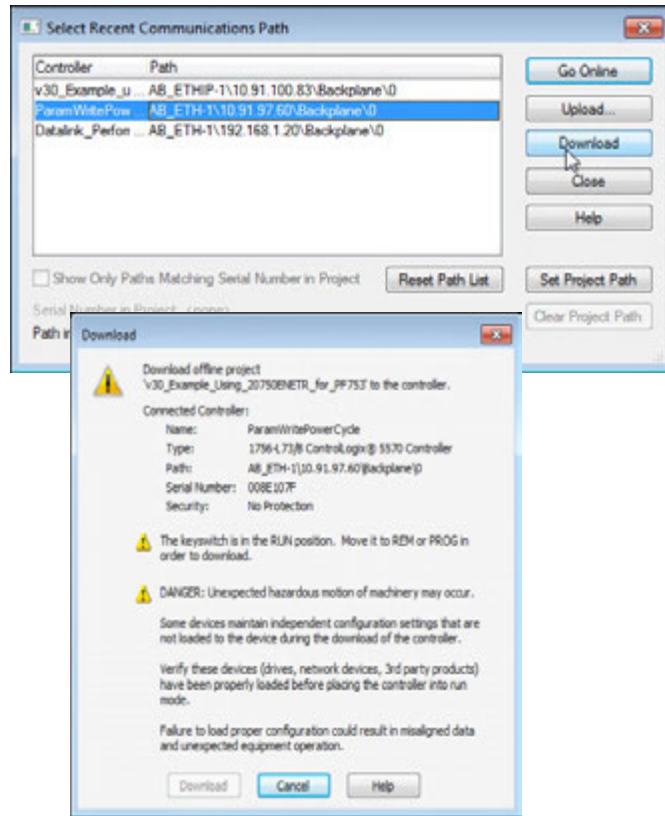 Select Recent Communications Path
Controller Path
v30_Example_u... AB_ETHIP-1\10.91.100.83\Backplane\0
ParamWritePow... AB_ETH-1\10.91.97.60\Backplane\0
Datalink_Perfon... AB_ETH-1\192.168.1.20\Backplane\0
Go Online
Upload...
Download
Close
Help
Show Only Paths Matching Serial Number in Project
Reset Path List
Set Project Path
Serial Number in Project: (none)
Clear Project Path
Path in
Download
Download offline project
'v30_Example_Using_20750ENETR_for_PF753' to the controller.
Connected Controller:
Name: ParamWritePowerCycle
Type: 1756-L73/B ControlLogix® 5570 Controller
Path: AB_ETH-1\10.91.97.60\Backplane\0
Serial Number: 008E107F
Security: No Protection
The keyswitch is in the RUN position. Move it to REM or PROG in
order to download.
DANGER: Unexpected hazardous motion of machinery may occur.
Some devices maintain independent configuration settings that are
not loaded to the device during the download of the controller.
Verify these devices (drives, network devices, 3rd party products)
have been properly loaded before placing the controller into run
mode.
Failure to load proper configuration could result in misaligned data
and unexpected equipment operation.
Download
Cancel
Help